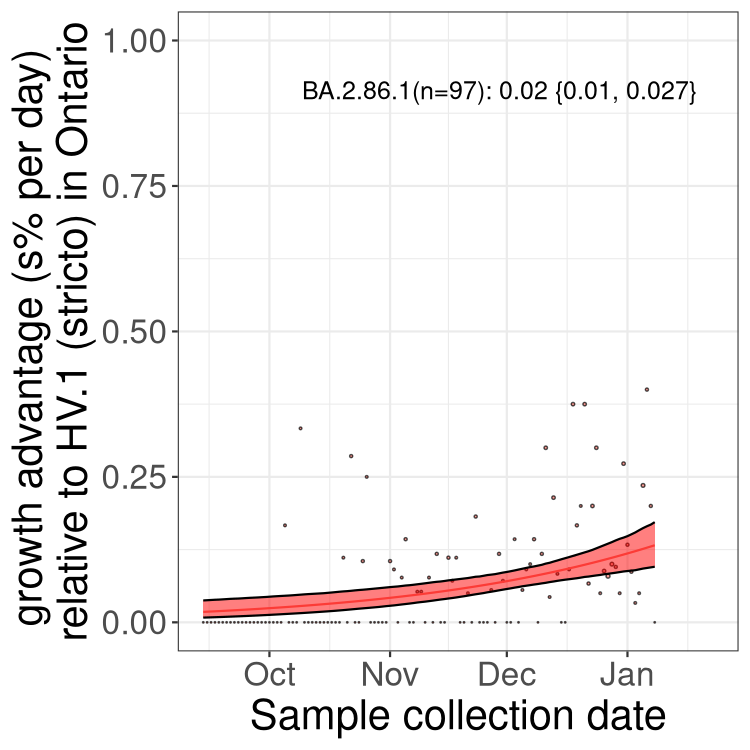 growth advantage (s% per day)
relative to HV.1 (stricto) in Ontario
1.00
0.75
0.50
0.25
0.00
BA.2.86.1(n=97): 0.02 {0.01, 0.027}
Oct Nov Dec Jan
Sample collection date